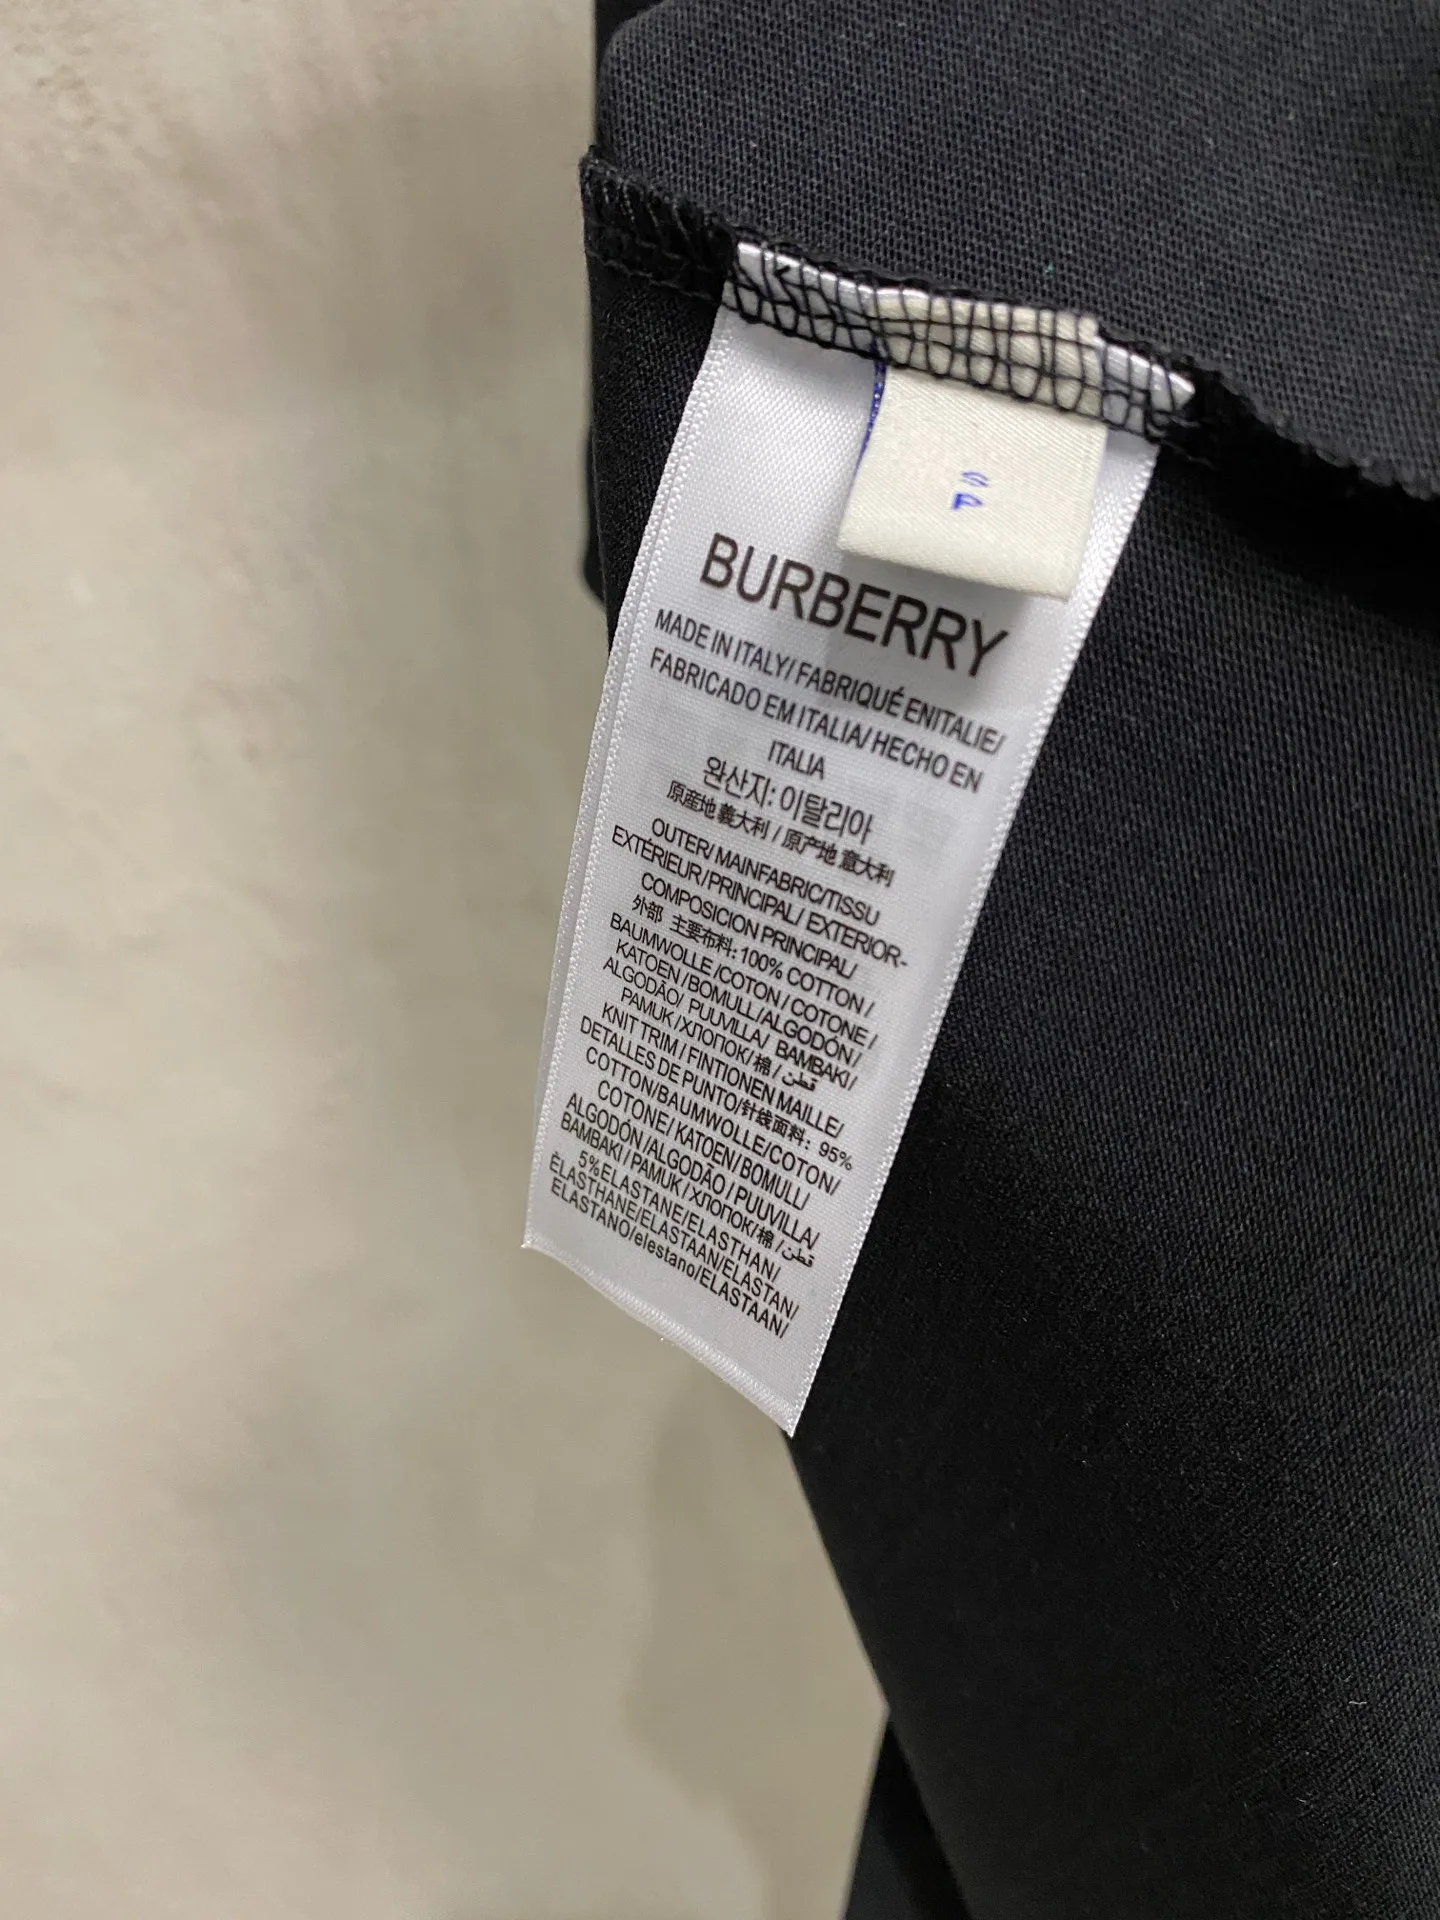 S
P
BURBERRY
MADE IN ITALY/ FABRIQUÉ ENITALIE/
FABRICADO EM ITALIA/ HECHO EN
ITALIA
완산지: 이탈리아
原産地 義大利 / 原产地 意大利
OUTER/ MAINFABRIC/TISSU
EXTÉRIEUR/PRINCIPAL/ EXTERIOR-
COMPOSICION PRINCIPAL/
外部 主要布料: 100% COTTON /
BAUMWOLLE /COTON / COTONE /
KATOEN /BOMULL/ALGODÓN/
ALGODÃO/ PUUVILLA/ BAMBAKI/
PAMUK /ХЛОПОК/ 棉 / قطن
KNIT TRIM / FINTIONEN MAILLE/
DETALLES DE PUNTO/针线面料: 95%
COTTON/BAUMWOLLE/COTON/
COTONE/ KATOEN/ BOMULL/
ALGODÓN /ALGODÃO / PUUVILLA/
BAMBAKI / PAMUK / ХЛОПОК/ 棉 / قطن
5%ELASTANE/ELASTHAN/
ÉLASTHANE/ELASTAAN/ELASTAN/
ELASTANO/elestano/ELASTAAN/